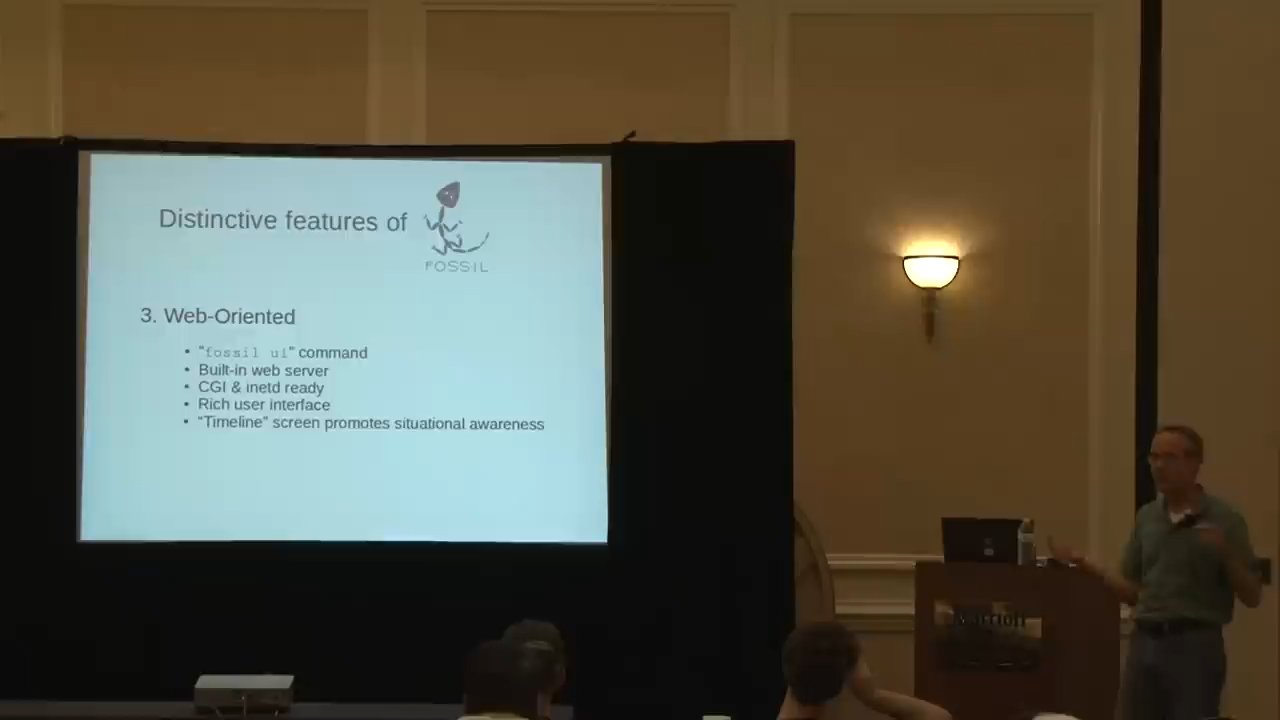 Distinctive features of
FOSSIL
3. Web-Oriented
• "fossil ui" command
• Built-in web server
• CGI & inetd ready
• Rich user interface
• "Timeline" screen promotes situational awareness
Marriott